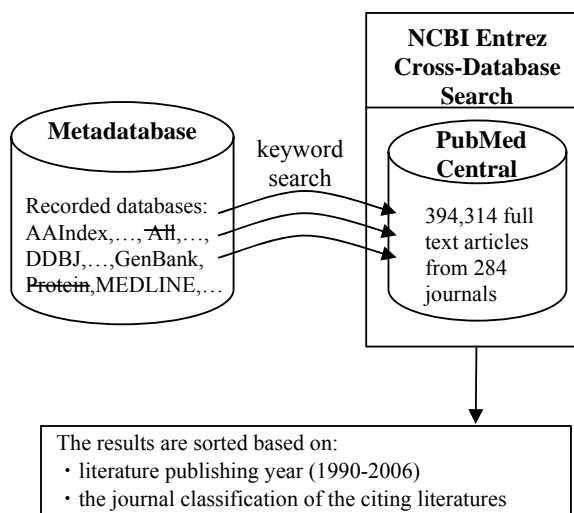 NCBI Entrez
Cross-Database
Search
Metadatabase
keyword
search
PubMed
Central
Recorded databases:
AAIndex,…, All,…,
DDBJ,…,GenBank,
Protein,MEDLINE,…
394,314 full
text articles
from 284
journals
The results are sorted based on:
・literature publishing year (1990-2006)
・the journal classification of the citing literatures